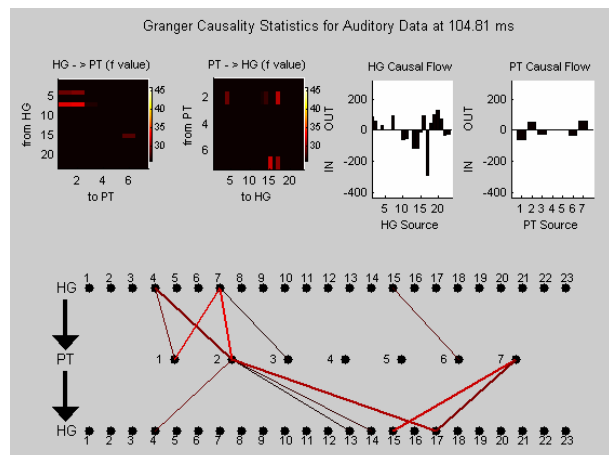 Granger Causality Statistics for Auditory Data at 104.81 ms
HG - > PT (f value)
PT - > HG (f value)
HG Causal Flow
PT Causal Flow
from HG
5
10
15
20
2 4 6
to PT
45
40
35
30
from PT
2
4
6
5 10 15 20
to HG
45
40
35
30
IN OUT
200
0
-200
-400
5 10 15 20
HG Source
IN OUT
200
0
-200
-400
1 2 3 4 5 6 7
PT Source
HG 1 2 3 4 5 6 7 8 9 10 11 12 13 14 15 16 17 18 19 20 21 22 23
PT 1 2 3 4 5 6 7
HG 1 2 3 4 5 6 7 8 9 10 11 12 13 14 15 16 17 18 19 20 21 22 23